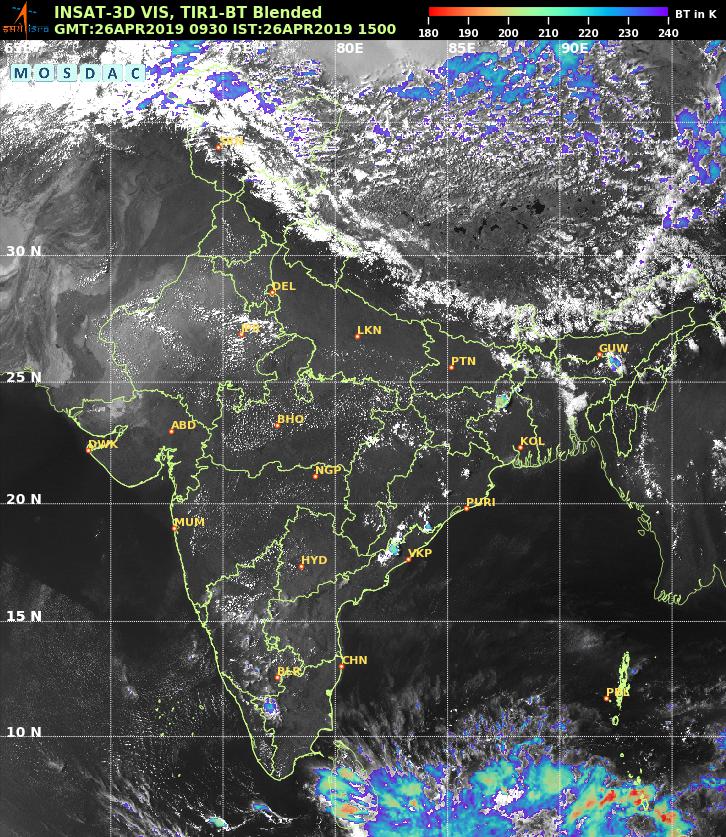 INSAT-3D VIS, TIR1-BT Blended
GMT:26APR2019 0930 IST:26APR2019 1500
BT in K
180 190 200 210 220 230 240
80E 85E 90E
MOSDAC
30 N
DEL
LKN
GUW
PTN
25 N
ABD
BHO
DWK
KOL
NGP
20 N
PURI
MUM
VKP
HYD
15 N
CHN
BLR
10 N